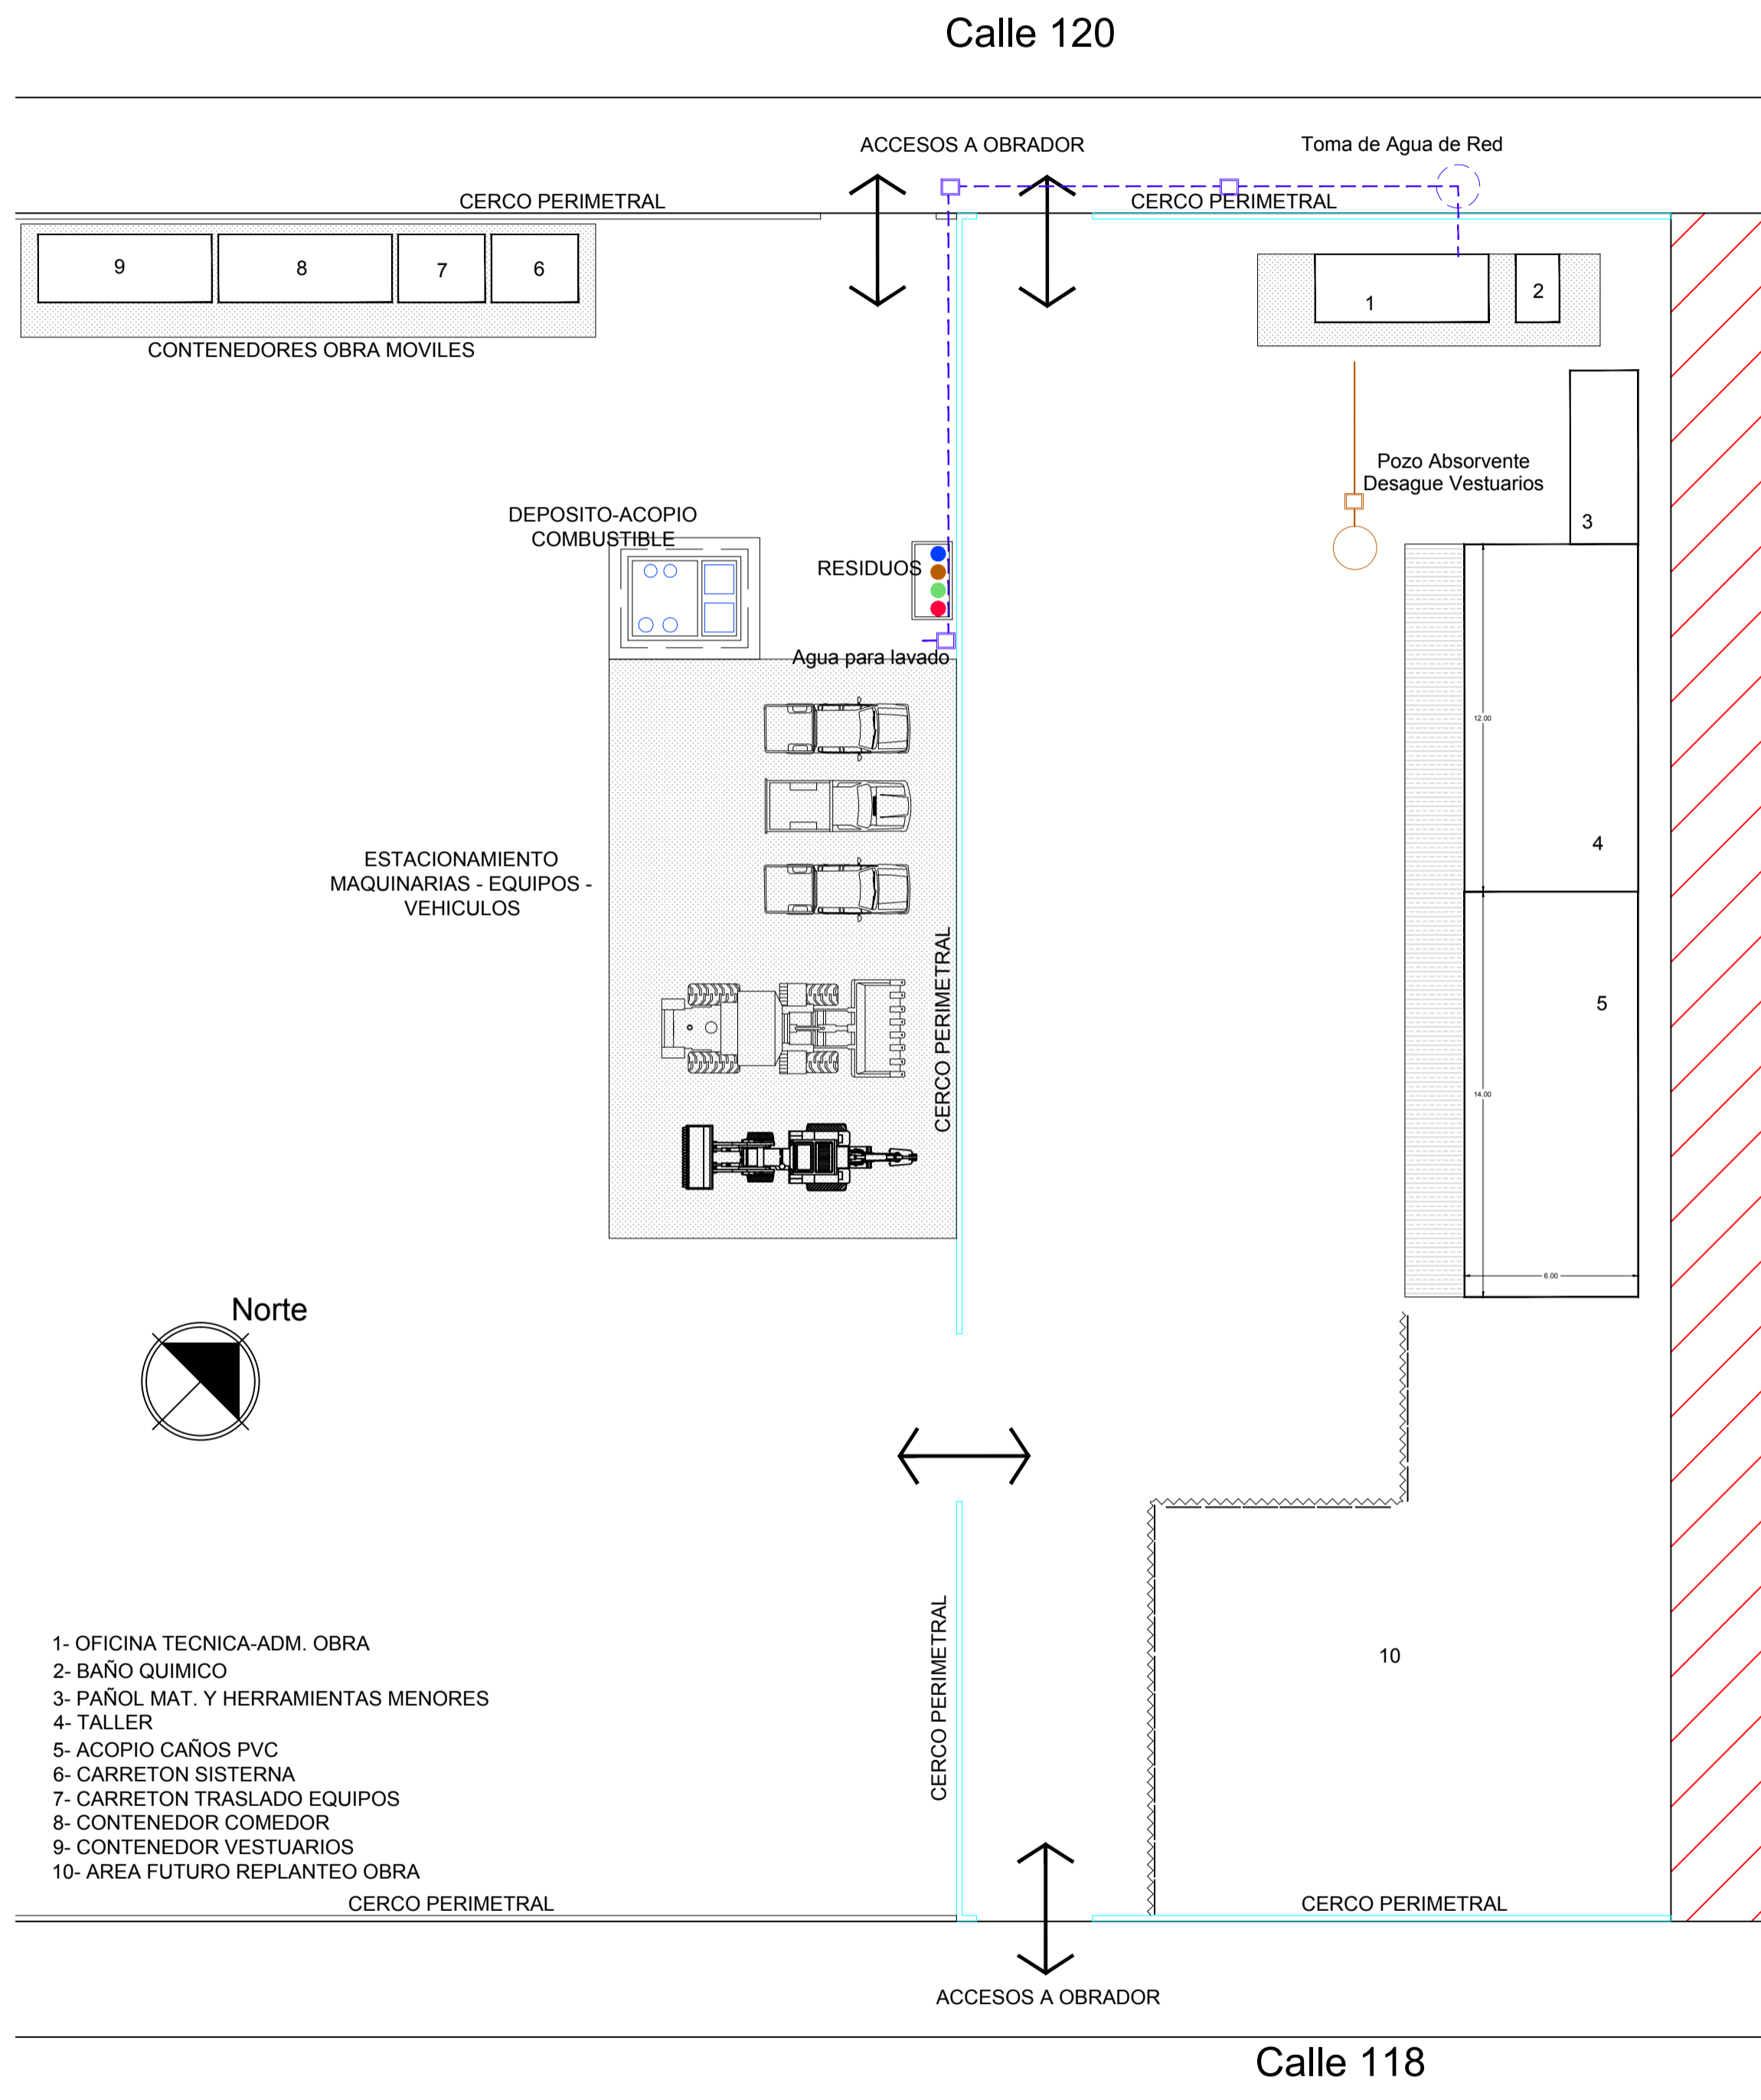 Calle 120
ACCESOS A OBRADOR
Toma de Agua de Red
CERCO PERIMETRAL
CERCO PERIMETRAL
9
8
7
6
1
2
CONTENEDORES OBRA MOVILES
Pozo Absorvente
Desague Vestuarios
3
DEPOSITO-ACOPIO
COMBUSTIBLE
RESIDUOS
Agua para lavado
12.00
4
ESTACIONAMIENTO
MAQUINARIAS - EQUIPOS -
VEHICULOS
CERCO PERIMETRAL
5
14.00
6.00
Norte
CERCO PERIMETRAL
10
1- OFICINA TECNICA-ADM. OBRA
2- BAÑO QUIMICO
3- PAÑOL MAT. Y HERRAMIENTAS MENORES
4- TALLER
5- ACOPIO CAÑOS PVC
6- CARRETON SISTERNA
7- CARRETON TRASLADO EQUIPOS
8- CONTENEDOR COMEDOR
9- CONTENEDOR VESTUARIOS
10- AREA FUTURO REPLANTEO OBRA
CERCO PERIMETRAL
CERCO PERIMETRAL
ACCESOS A OBRADOR
Calle 118